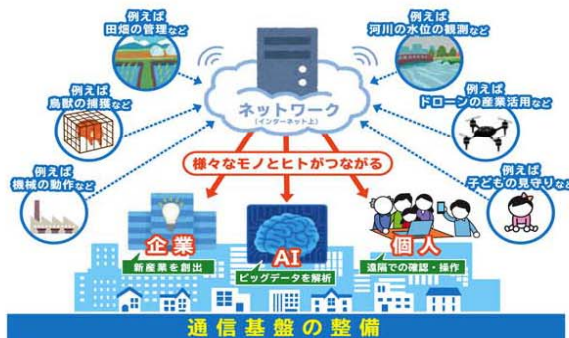 例えば
田畑の管理など
例えば
河川の水位の観測など
例えば
鳥獣の捕獲など
ネットワーク
(インターネット上)
例えば
ドローンの産業活用など
例えば
機械の動作など
様々なモノとヒトがつながる
例えば
子どもの見守りなど
企業
新産業を創出
AI
ビッグデータを解析
個人
遠隔での確認・操作
通信基盤の整備